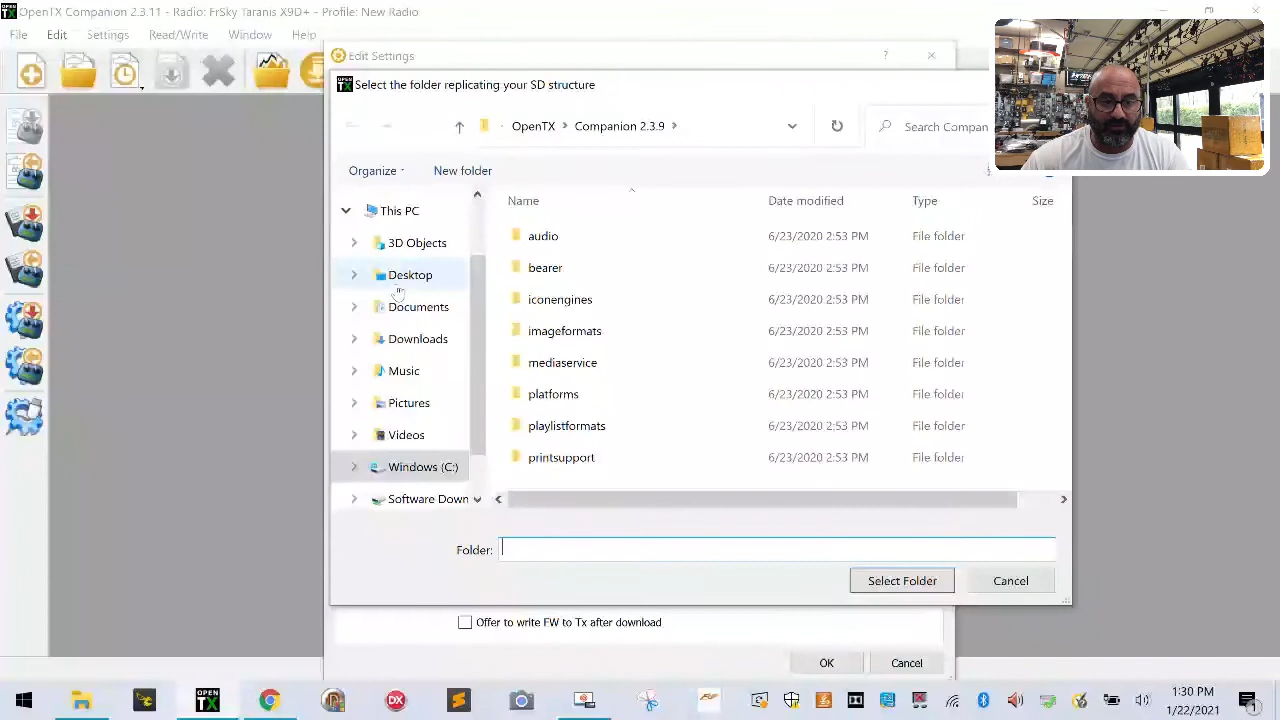 OpenTX Companion 2.3.11 - Radio: FrSky Taranis X9D+ - Profile: New Radio
File Edit Settings Read/Write Window Help
Edit Settings
OPEN TX Select the folder replicating your SD structure
OpenTX Companion 2.3.9 Search Compan
Organize New folder
Name Date modified Type Size
This PC
audio 6/23/2020 2:53 PM File folder
3D Objects
bearer 6/23/2020 2:53 PM File folder
Desktop
iconengines 6/23/2020 2:53 PM File folder
Documents
imageformats 6/23/2020 2:53 PM File folder
Downloads
mediaservice 6/23/2020 2:53 PM File folder
Music
platforms 6/23/2020 2:53 PM File folder
Pictures
playlistformats 6/23/2020 2:53 PM File folder
Videos
printsupport 6/23/2020 2:53 PM File folder
Windows (C:)
Software Down
Folder:
Select Folder Cancel
Offer to write FW to Tx after download
OK Cancel
OPEN TX
DX
1:30 PM
1/22/2021